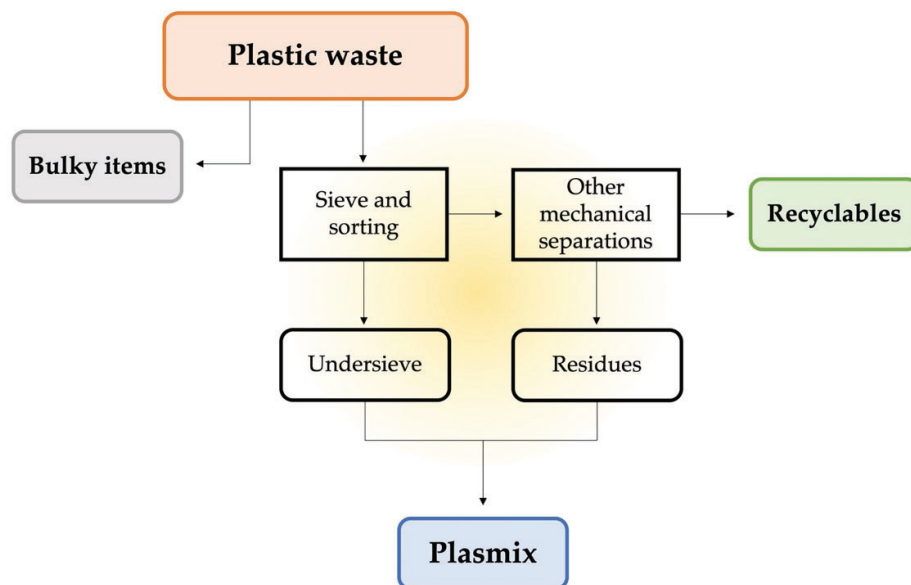 Plastic waste
Bulky items
Sieve and
sorting
Other
mechanical
separations
Recyclables
Undersieve
Residues
Plasmix